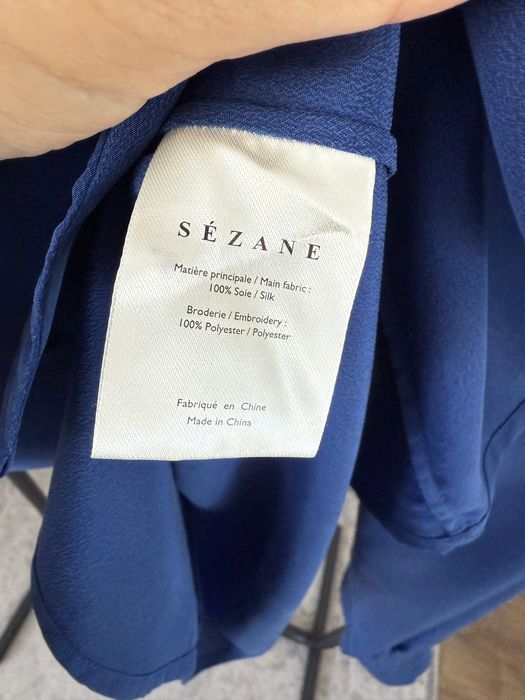 SÉZANE
Matière principale / Main fabric :
100% Soie / Silk
Broderie / Embroidery :
100% Polyester / Polyester
Fabriqué en Chine
Made in China